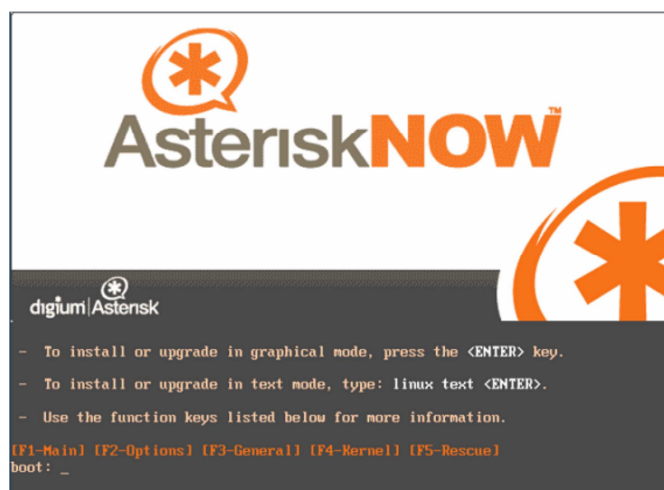 AsteriskNOW™
digium|Asterisk
- To install or upgrade in graphical mode, press the <ENTER> key.
- To install or upgrade in text mode, type: linux text <ENTER>.
- Use the function keys listed below for more information.
[F1-Main] [F2-Options] [F3-General] [F4-Kernel] [F5-Rescue]
boot: _